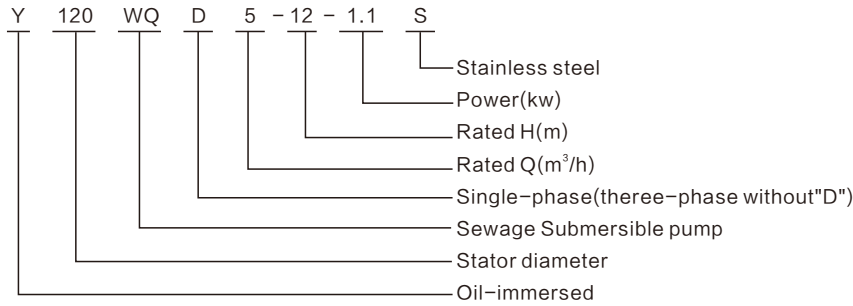 Y 120 WQ D 5 -12 - 1.1 S
Stainless steel
Power(kw)
Rated H(m)
Rated Q(m³/h)
Single-phase(theree-phase without"D")
Sewage Submersible pump
Stator diameter
Oil-immersed